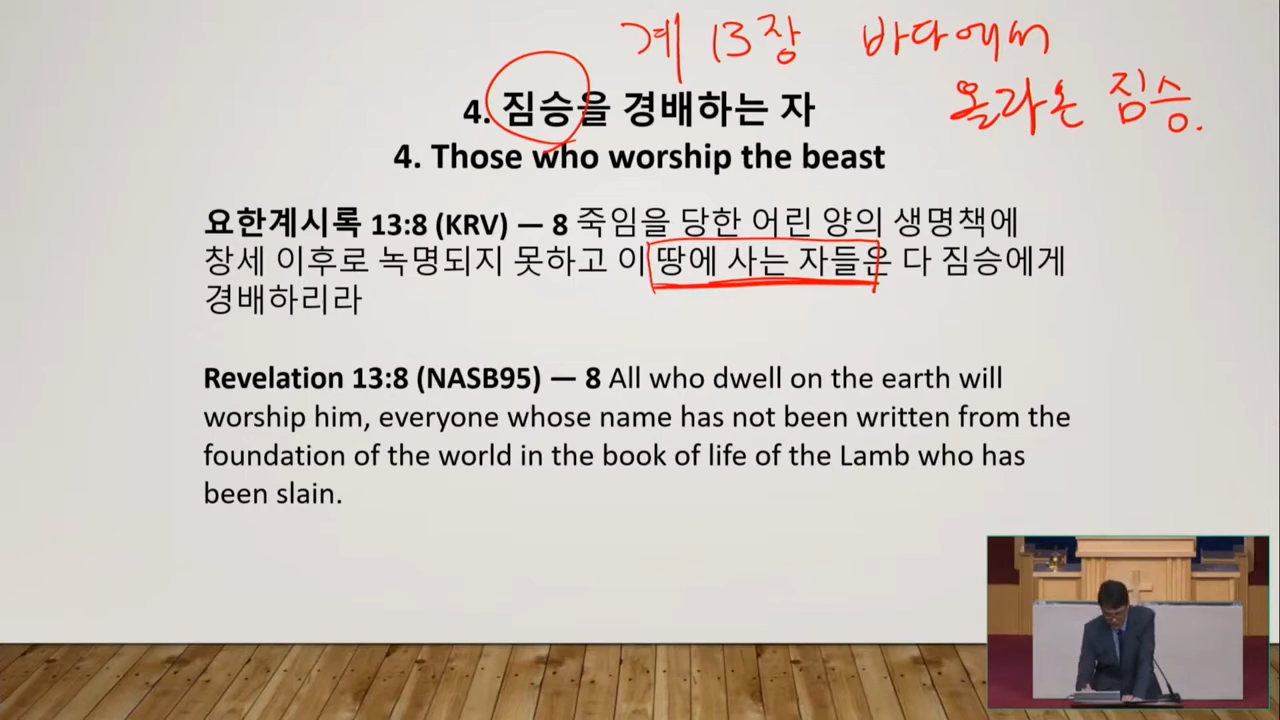 계 13장 바다에서
올라온 짐승.
4. 짐승을 경배하는 자
4. Those who worship the beast
요한계시록 13:8 (KRV) — 8 죽임을 당한 어린 양의 생명책에
창세 이후로 녹명되지 못하고 이 땅에 사는 자들은 다 짐승에게
경배하리라
Revelation 13:8 (NASB95) — 8 All who dwell on the earth will
worship him, everyone whose name has not been written from the
foundation of the world in the book of life of the Lamb who has
been slain.